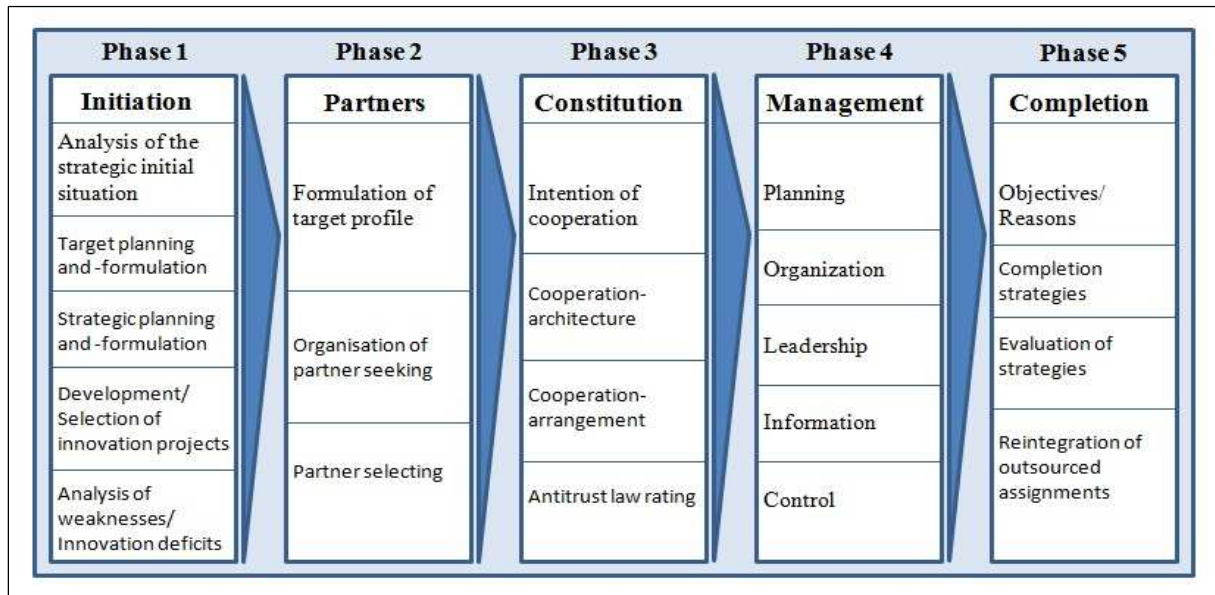 Phase 1
Initiation
Analysis of the
strategic initial
situation
Target planning
and -formulation
Strategic planning
and -formulation
Development/
Selection of
innovation projects
Analysis of
weaknesses/
Innovation deficits
Phase 2
Partners
Formulation of
target profile
Organisation of
partner seeking
Partner selecting
Phase 3
Constitution
Intention of
cooperation
Cooperation-
architecture
Cooperation-
arrangement
Antitrust law rating
Phase 4
Management
Planning
Organization
Leadership
Information
Control
Phase 5
Completion
Objectives/
Reasons
Completion
strategies
Evaluation of
strategies
Reintegration of
outsourced
assignments